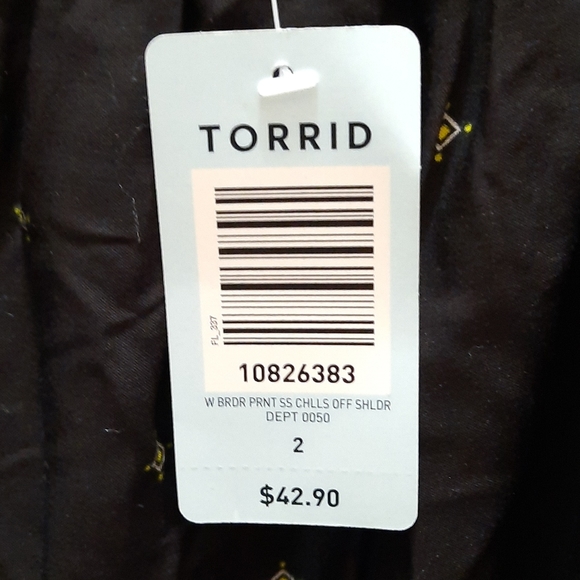 TORRID
FL_337
10826383
W BRDR PRNT SS CHLLS OFF SHLDR
DEPT 0050
2
$42.90